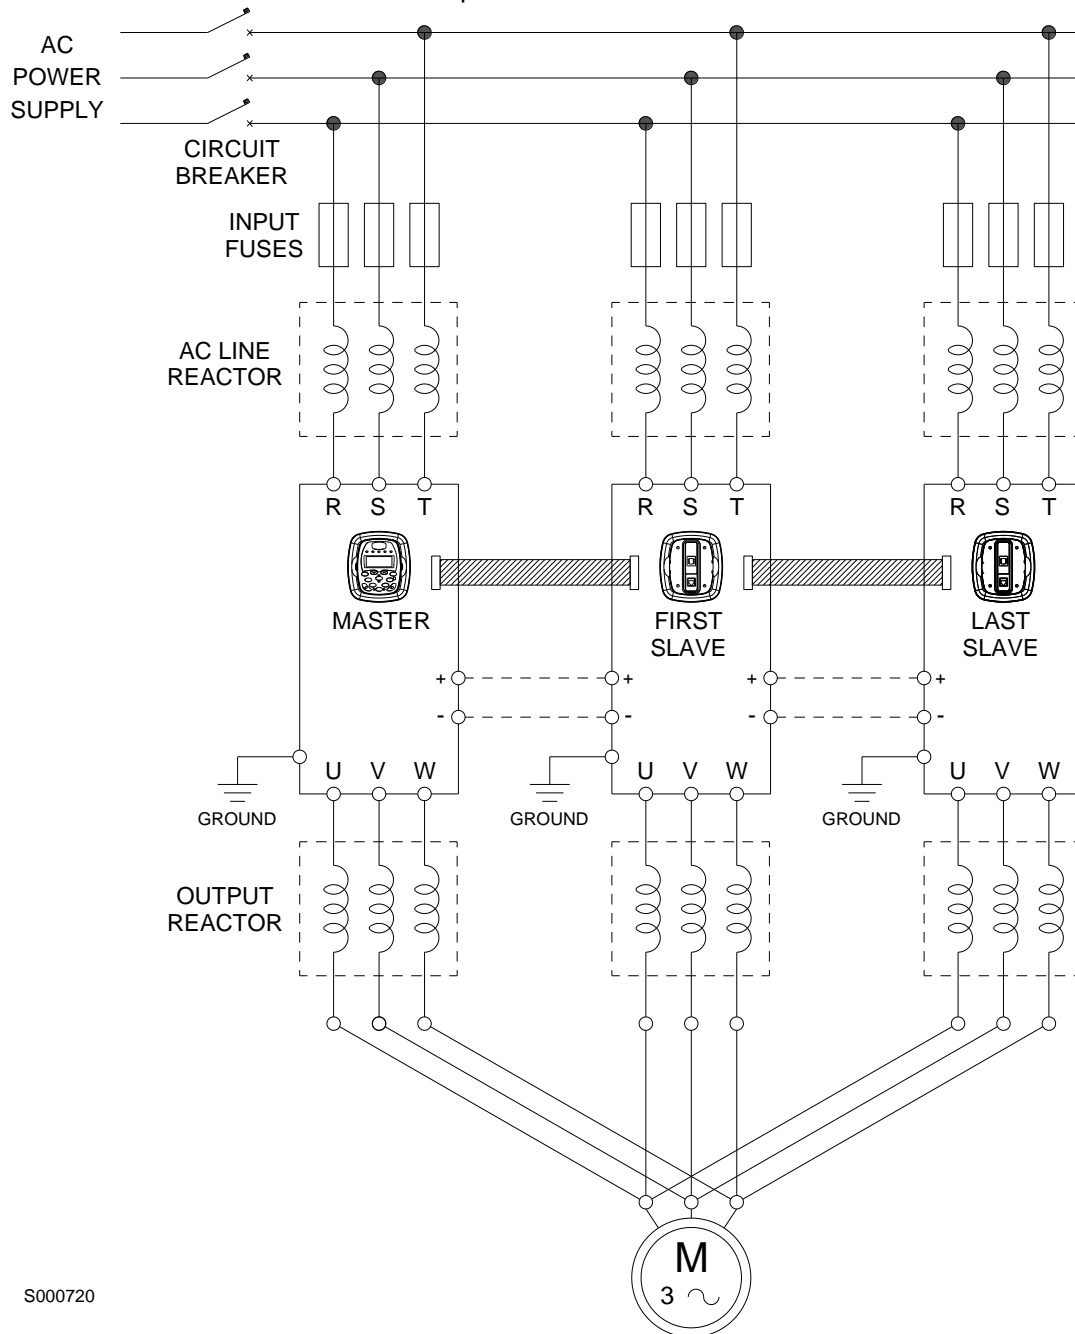 AC
POWER
SUPPLY
CIRCUIT
BREAKER
INPUT
FUSES
AC LINE
REACTOR
R S T R S T R S T
MASTER
FIRST
SLAVE
LAST
SLAVE
+ + + +
- - - -
U V W U V W U V W
GROUND GROUND GROUND
OUTPUT
REACTOR
M
3
S000720